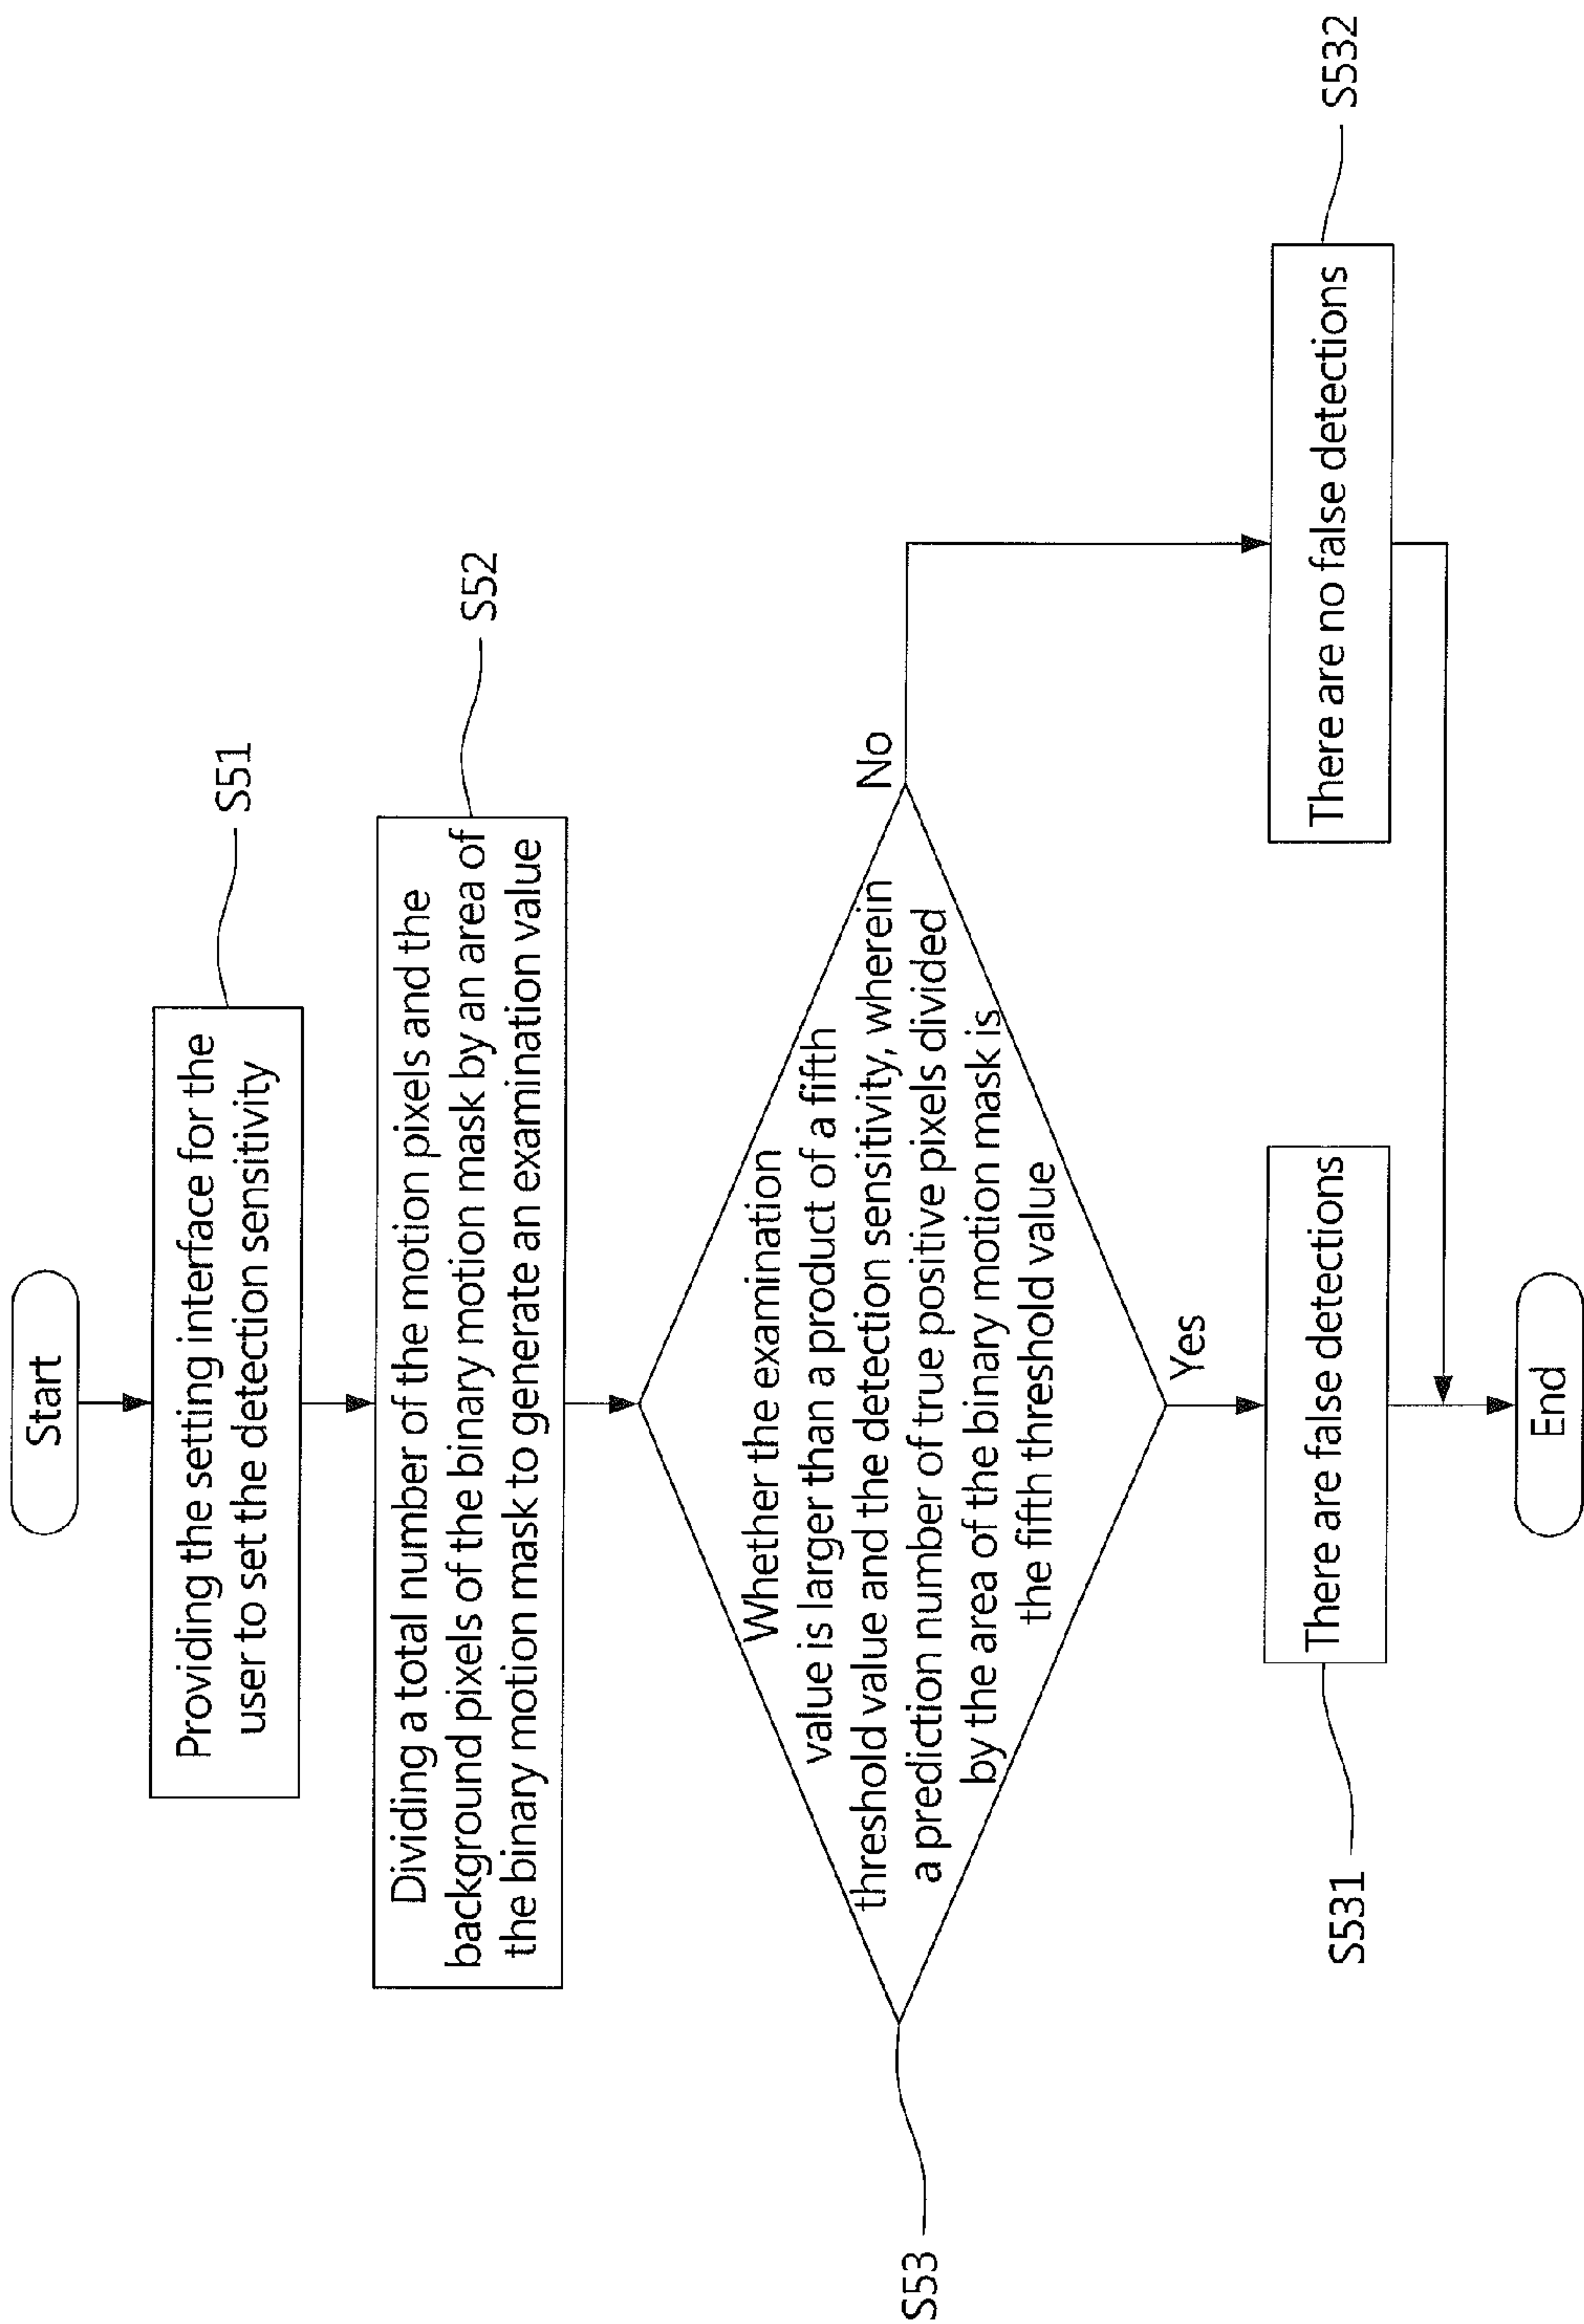 Start
Providing the setting interface for the
user to set the detection sensitivity
S51
Dividing a total number of the motion pixels and the
background pixels of the binary motion mask by an area of
the binary motion mask to generate an examination value
S52
Whether the examination
value is larger than a product of a fifth
threshold value and the detection sensitivity, wherein
a prediction number of true positive pixels divided
by the area of the binary motion mask is
the fifth threshold value
S53
No
Yes
There are false detections
S531
There are no false detections
S532
End